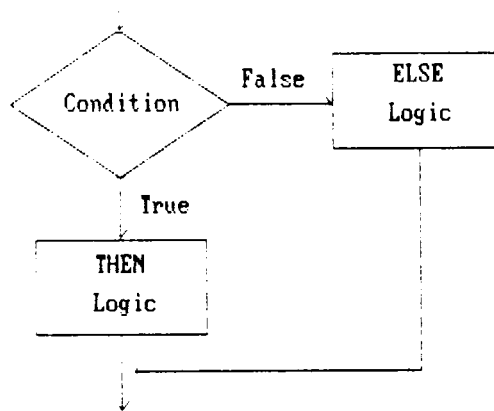 Condition
False
ELSE
Logic
True
THEN
Logic